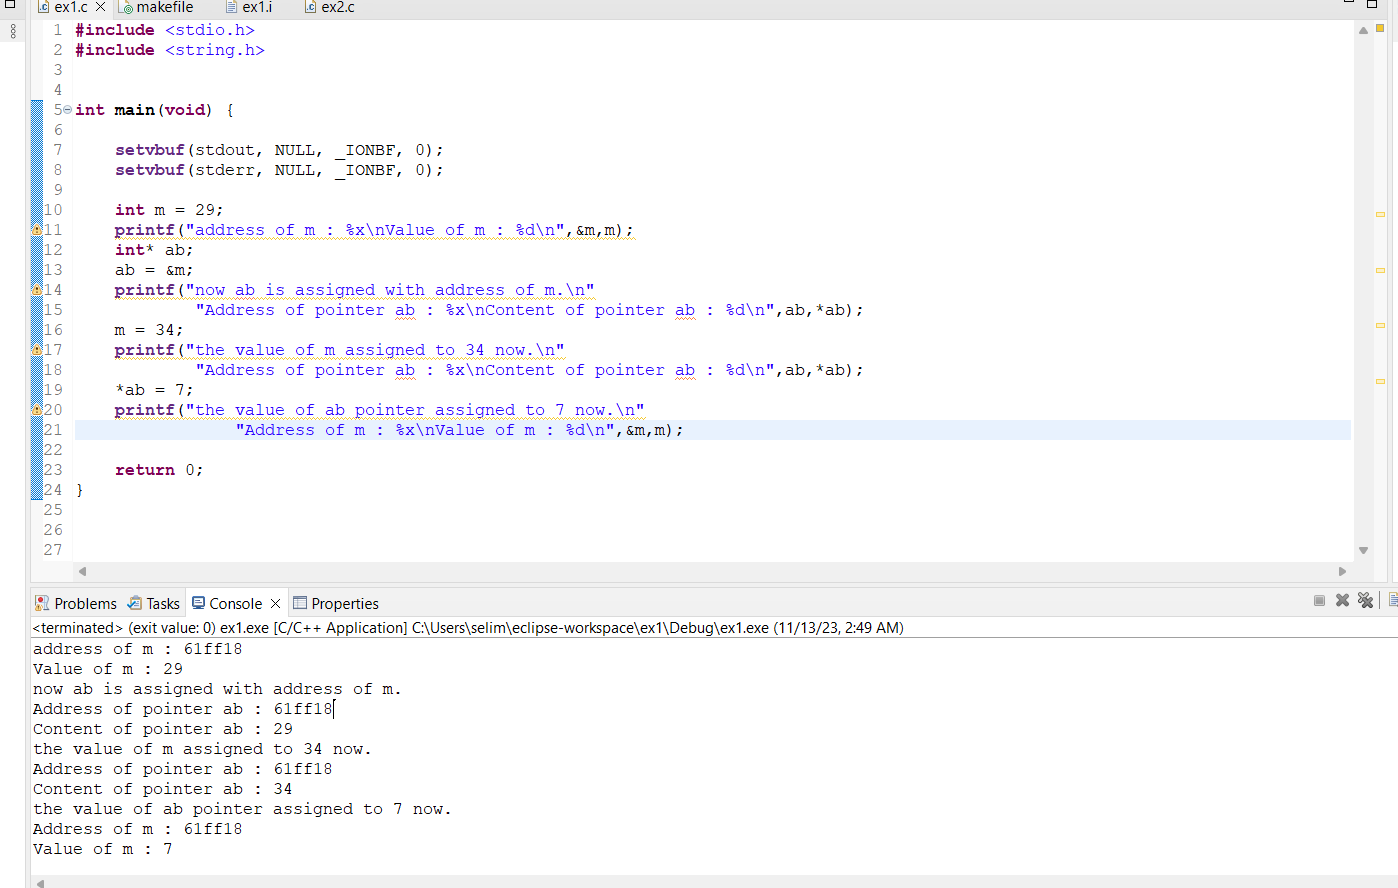 ex1.c makefile ex1.i ex2.c
1 #include <stdio.h>
2 #include <string.h>
3
4
5 int main(void) {
6
7     setvbuf(stdout, NULL, _IONBF, 0);
8     setvbuf(stderr, NULL, _IONBF, 0);
9
10     int m = 29;
11     printf("address of m : %x\nValue of m : %d\n",&m,m);
12     int* ab;
13     ab = &m;
14     printf("now ab is assigned with address of m.\n"
15             "Address of pointer ab : %x\nContent of pointer ab : %d\n",ab,*ab);
16     m = 34;
17     printf("the value of m assigned to 34 now.\n"
18             "Address of pointer ab : %x\nContent of pointer ab : %d\n",ab,*ab);
19     *ab = 7;
20     printf("the value of ab pointer assigned to 7 now.\n"
21                 "Address of m : %x\nValue of m : %d\n",&m,m);
22
23     return 0;
24 }
25
26
27
Problems Tasks Console Properties
<terminated> (exit value: 0) ex1.exe [C/C++ Application] C:\Users\selim\eclipse-workspace\ex1\Debug\ex1.exe (11/13/23, 2:49 AM)
address of m : 61ff18
Value of m : 29
now ab is assigned with address of m.
Address of pointer ab : 61ff18
Content of pointer ab : 29
the value of m assigned to 34 now.
Address of pointer ab : 61ff18
Content of pointer ab : 34
the value of ab pointer assigned to 7 now.
Address of m : 61ff18
Value of m : 7